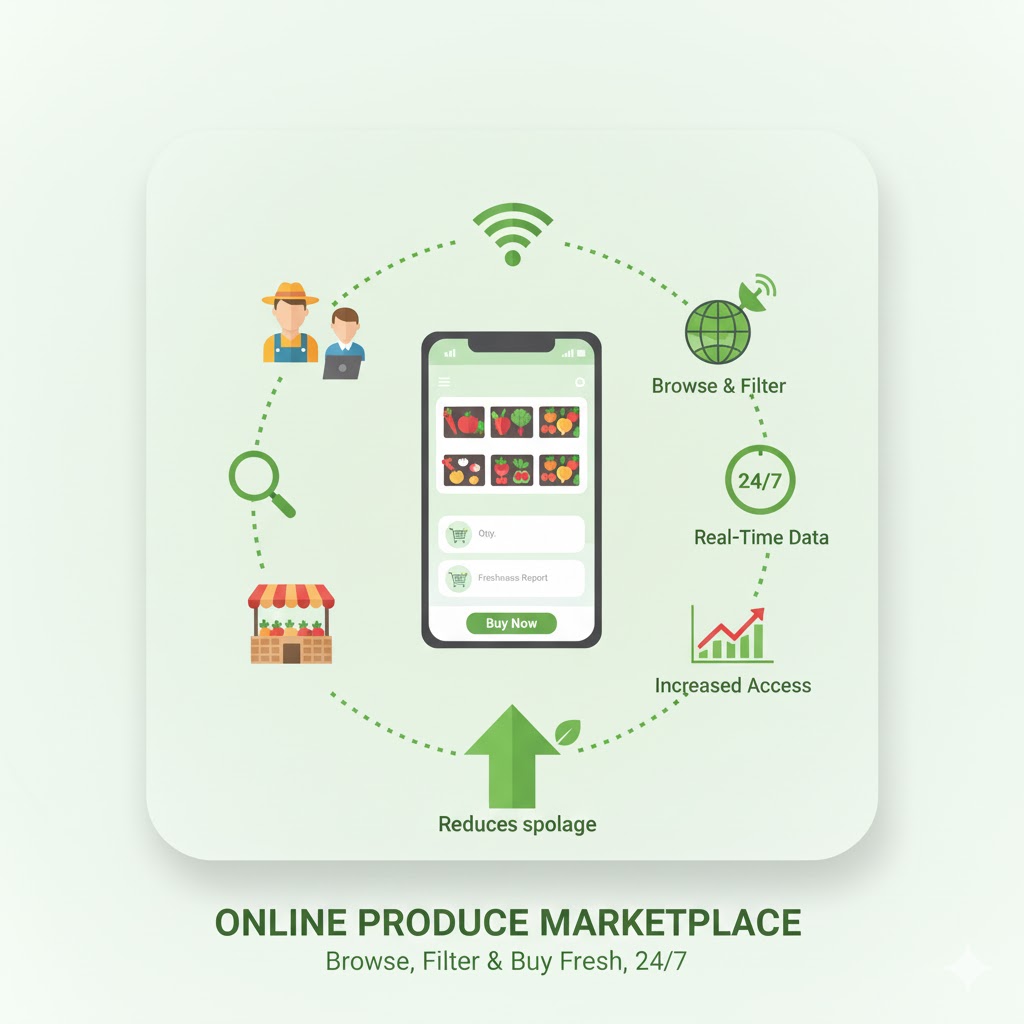 Browse & Filter
24/7
Real-Time Data
Otıy.
Freshnass Report
Buy Now
Increased Access
Reduces spolage
ONLINE PRODUCE MARKETPLACE
Browse, Filter & Buy Fresh, 24/7